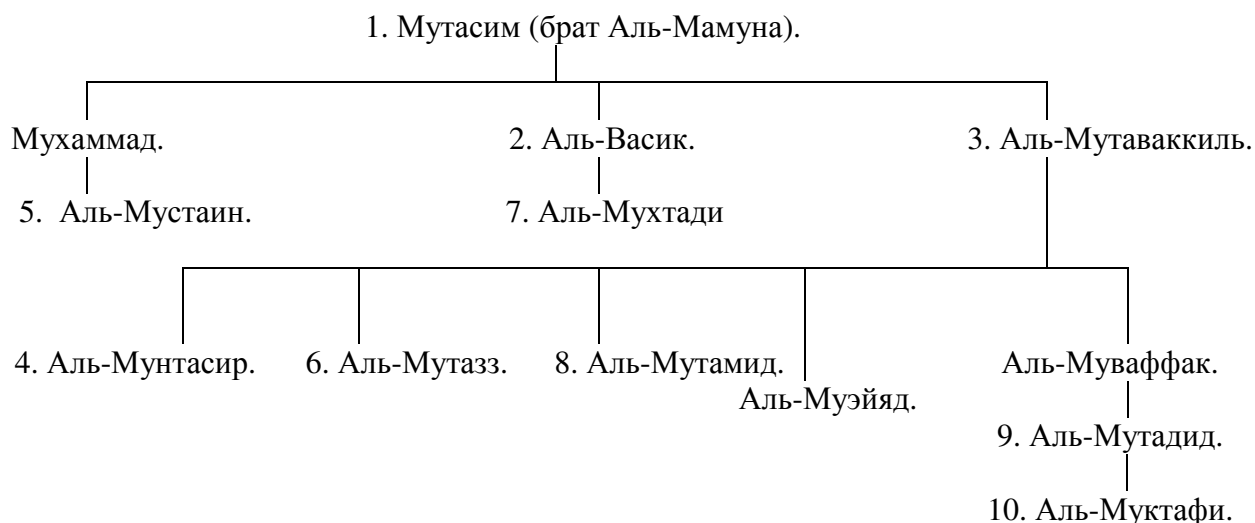 1. Мутасим (брат Аль-Мамуна).
Мухаммад. 2. Аль-Васик. 3. Аль-Мутаваккиль.
5. Аль-Мустаин. 7. Аль-Мухтади
4. Аль-Мунтасир. 6. Аль-Мутазз. 8. Аль-Мутамид. Аль-Муваффак.
Аль-Муэйяд.
9. Аль-Мутадид.
10. Аль-Муктафи.